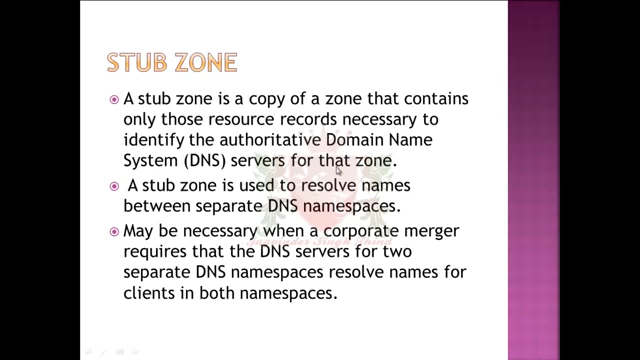 STUB ZONE
A stub zone is a copy of a zone that contains
only those resource records necessary to
identify the authoritative Domain Name
System (DNS) servers for that zone.
A stub zone is used to resolve names
between separate DNS namespaces.
May be necessary when a corporate merger
requires that the DNS servers for two
separate DNS namespaces resolve names for
clients in both namespaces.